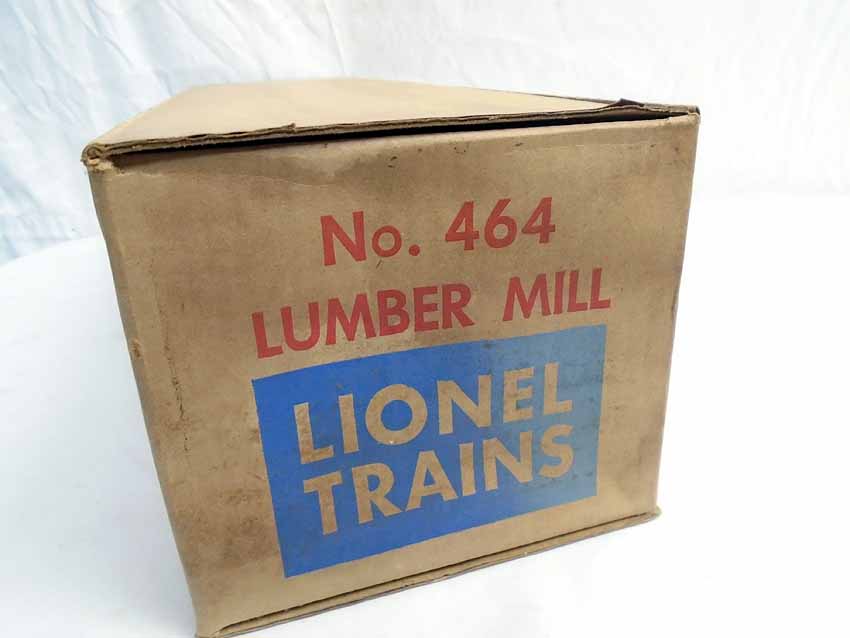 No. 464
LUMBER MILL
LIONEL
TRAINS